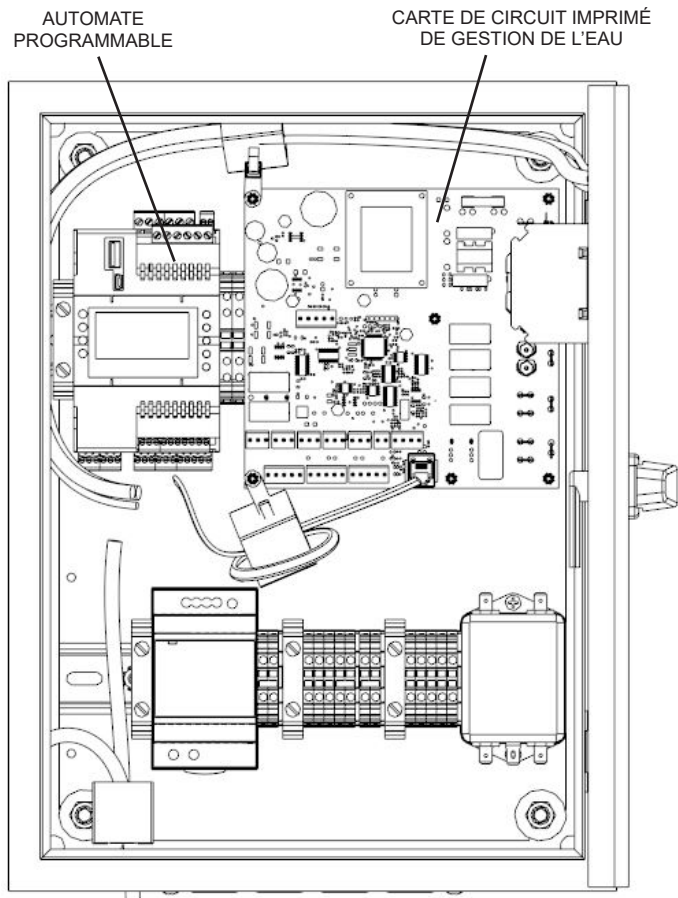 AUTOMATE
PROGRAMMABLE
CARTE DE CIRCUIT IMPRIMÉ
DE GESTION DE L’EAU